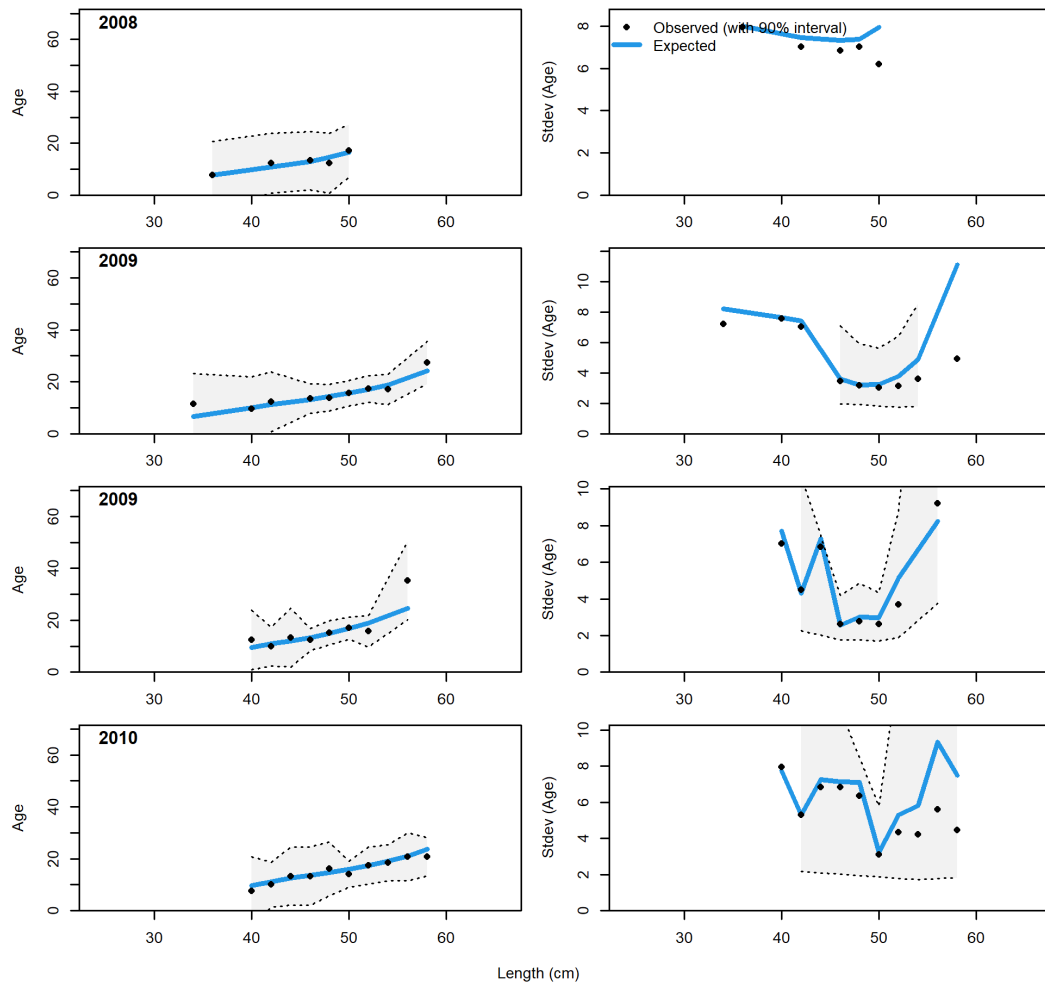 2008
Age
0 20 40 60
30 40 50 60
Stdev (Age)
0 2 4 6 8
Observed (with 90% interval)
Expected
30 40 50 60
2009
Age
0 20 40 60
30 40 50 60
Stdev (Age)
0 2 4 6 8 10
30 40 50 60
2009
Age
0 20 40 60
30 40 50 60
Stdev (Age)
0 2 4 6 8 10
30 40 50 60
2010
Age
0 20 40 60
30 40 50 60
Stdev (Age)
0 2 4 6 8 10
30 40 50 60
Length (cm)